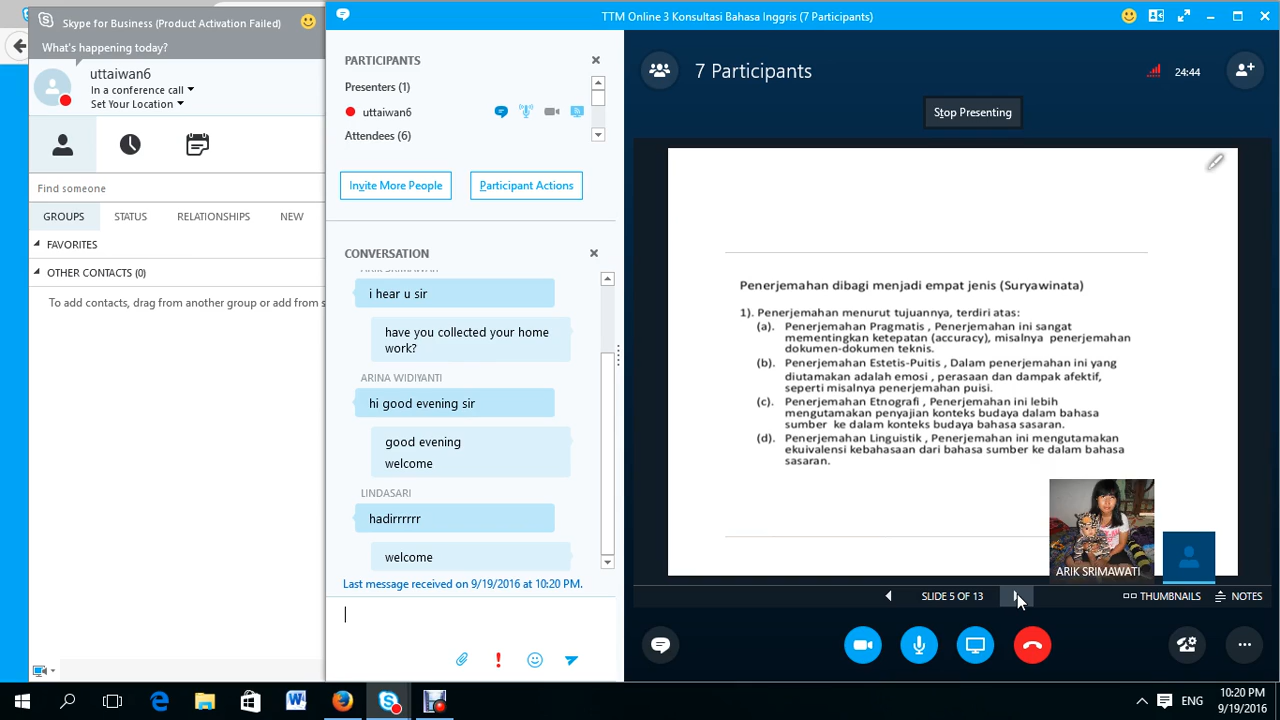 Skype for Business (Product Activation Failed)
What's happening today?
uttaiwan6
In a conference call
Set Your Location
Find someone
GROUPS
STATUS
RELATIONSHIPS
NEW
FAVORITES
OTHER CONTACTS (0)
To add contacts, drag from another group or add from s
TTM Online 3 Konsultasi Bahasa Inggris (7 Participants)
PARTICIPANTS
Presenters (1)
uttaiwan6
Attendees (6)
Invite More People
Participant Actions
CONVERSATION
ARIK SRIMAWATI
i hear u sir
have you collected your home
work?
ARINA WIDIYANTI
hi good evening sir
good evening
welcome
LINDASARI
hadirrrrrr
welcome
Last message received on 9/19/2016 at 10:20 PM.
7 Participants
24:44
Stop Presenting
Penerjemahan dibagi menjadi empat jenis (Suryawinata)
1). Penerjemahan menurut tujuannya, terdiri atas:
(a). Penerjemahan Pragmatis , Penerjemahan ini sangat
mementingkan ketepatan (accuracy), misalnya penerjemahan
dokumen-dokumen teknis.
(b). Penerjemahan Estetis-Puitis , Dalam penerjemahan ini yang
diutamakan adalah emosi , perasaan dan dampak afektif,
seperti misalnya penerjemahan puisi.
(c). Penerjemahan Etnografi , Penerjemahan ini lebih
mengutamakan penyajian konteks budaya dalam bahasa
sumber ke dalam konteks budaya bahasa sasaran.
(d). Penerjemahan Linguistik , Penerjemahan ini mengutamakan
ekuivalensi kebahasaan dari bahasa sumber ke dalam bahasa
sasaran.
ARIK SRIMAWATI
SLIDE 5 OF 13
THUMBNAILS
NOTES
ENG
10:20 PM
9/19/2016